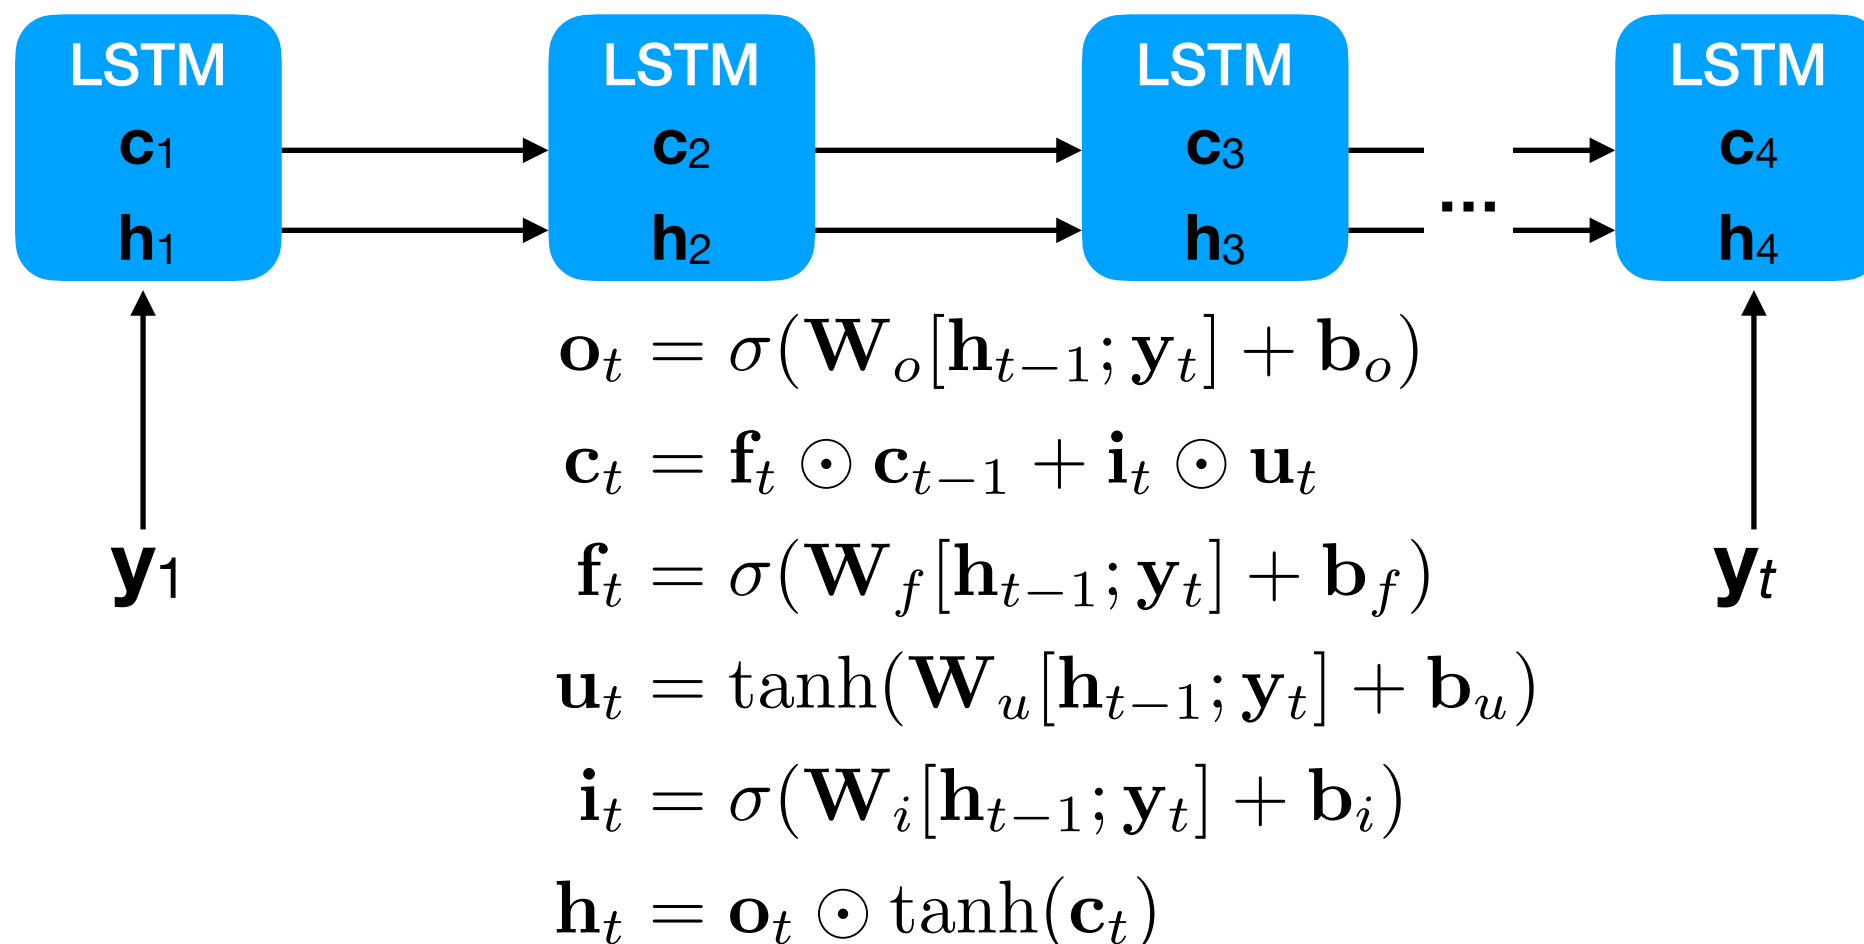 LSTM LSTM LSTM LSTM
c₁ c₂ c₃ c₄
...
h₁ h₂ h₃ h₄
oₜ = σ(Wₒ[hₜ₋₁; yₜ] + bₒ)
cₜ = fₜ ⊙ cₜ₋₁ + iₜ ⊙ uₜ
y₁ yₜ
fₜ = σ(W_f[hₜ₋₁; yₜ] + b_f)
uₜ = tanh(Wᵤ[hₜ₋₁; yₜ] + bᵤ)
iₜ = σ(Wᵢ[hₜ₋₁; yₜ] + bᵢ)
hₜ = oₜ ⊙ tanh(cₜ)